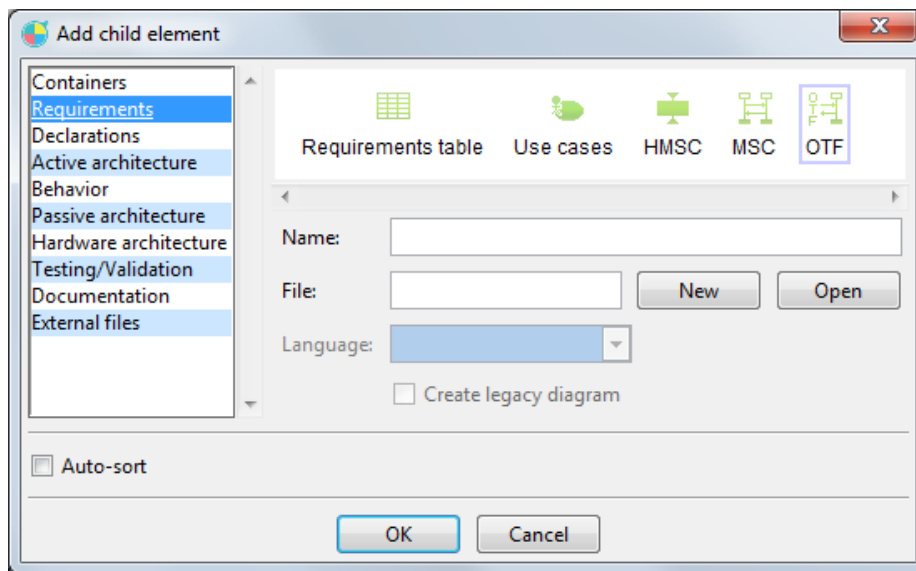 Add child element
Containers
Requirements
Declarations
Active architecture
Behavior
Passive architecture
Hardware architecture
Testing/Validation
Documentation
External files
OTF
Requirements table Use cases HMSC MSC OTF
Name:
File: New Open
Language:
Create legacy diagram
Auto-sort
OK Cancel